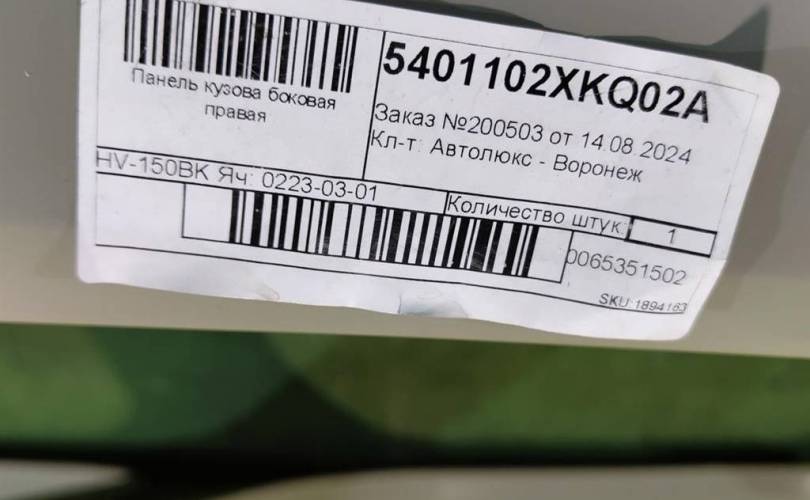 Панель кузова боковая
правая
5401102XKQ02A
Заказ №200503 от 14.08 2024
Кл-т: Автолюкс - Воронеж
HV-150BK Яч: 0223-03-01
Количество штук:
1
0065351502
SKU:1894163